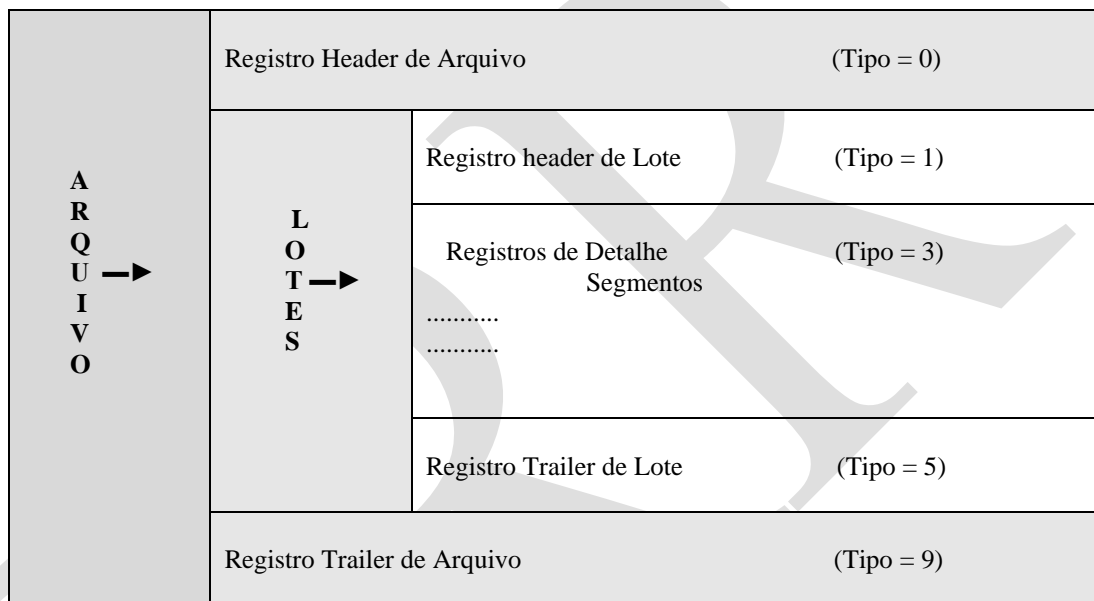 Registro Header de Arquivo (Tipo = 0)
A
R
Q
U
I
V
O
L
O
T
E
S
Registro header de Lote (Tipo = 1)
Registros de Detalhe (Tipo = 3)
Segmentos
...........
...........
Registro Trailer de Lote (Tipo = 5)
Registro Trailer de Arquivo (Tipo = 9)